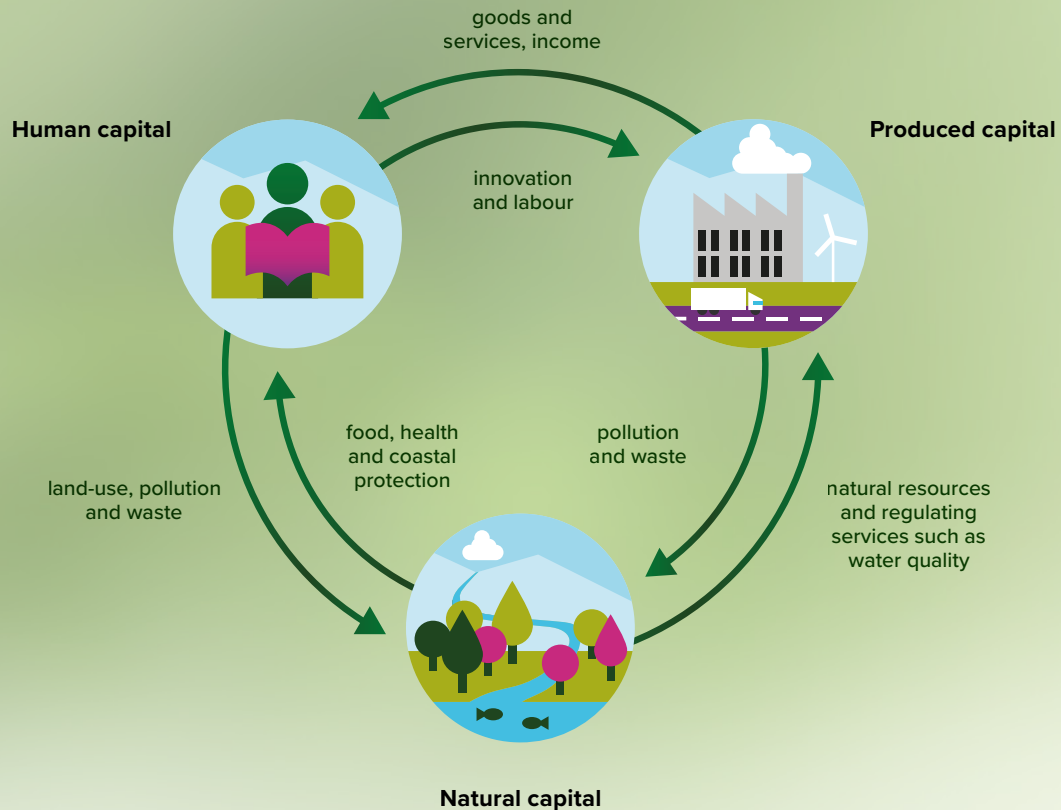 goods and
services, income
Human capital
Produced capital
innovation
and labour
food, health
and coastal
protection
pollution
and waste
land-use, pollution
and waste
natural resources
and regulating
services such as
water quality
Natural capital